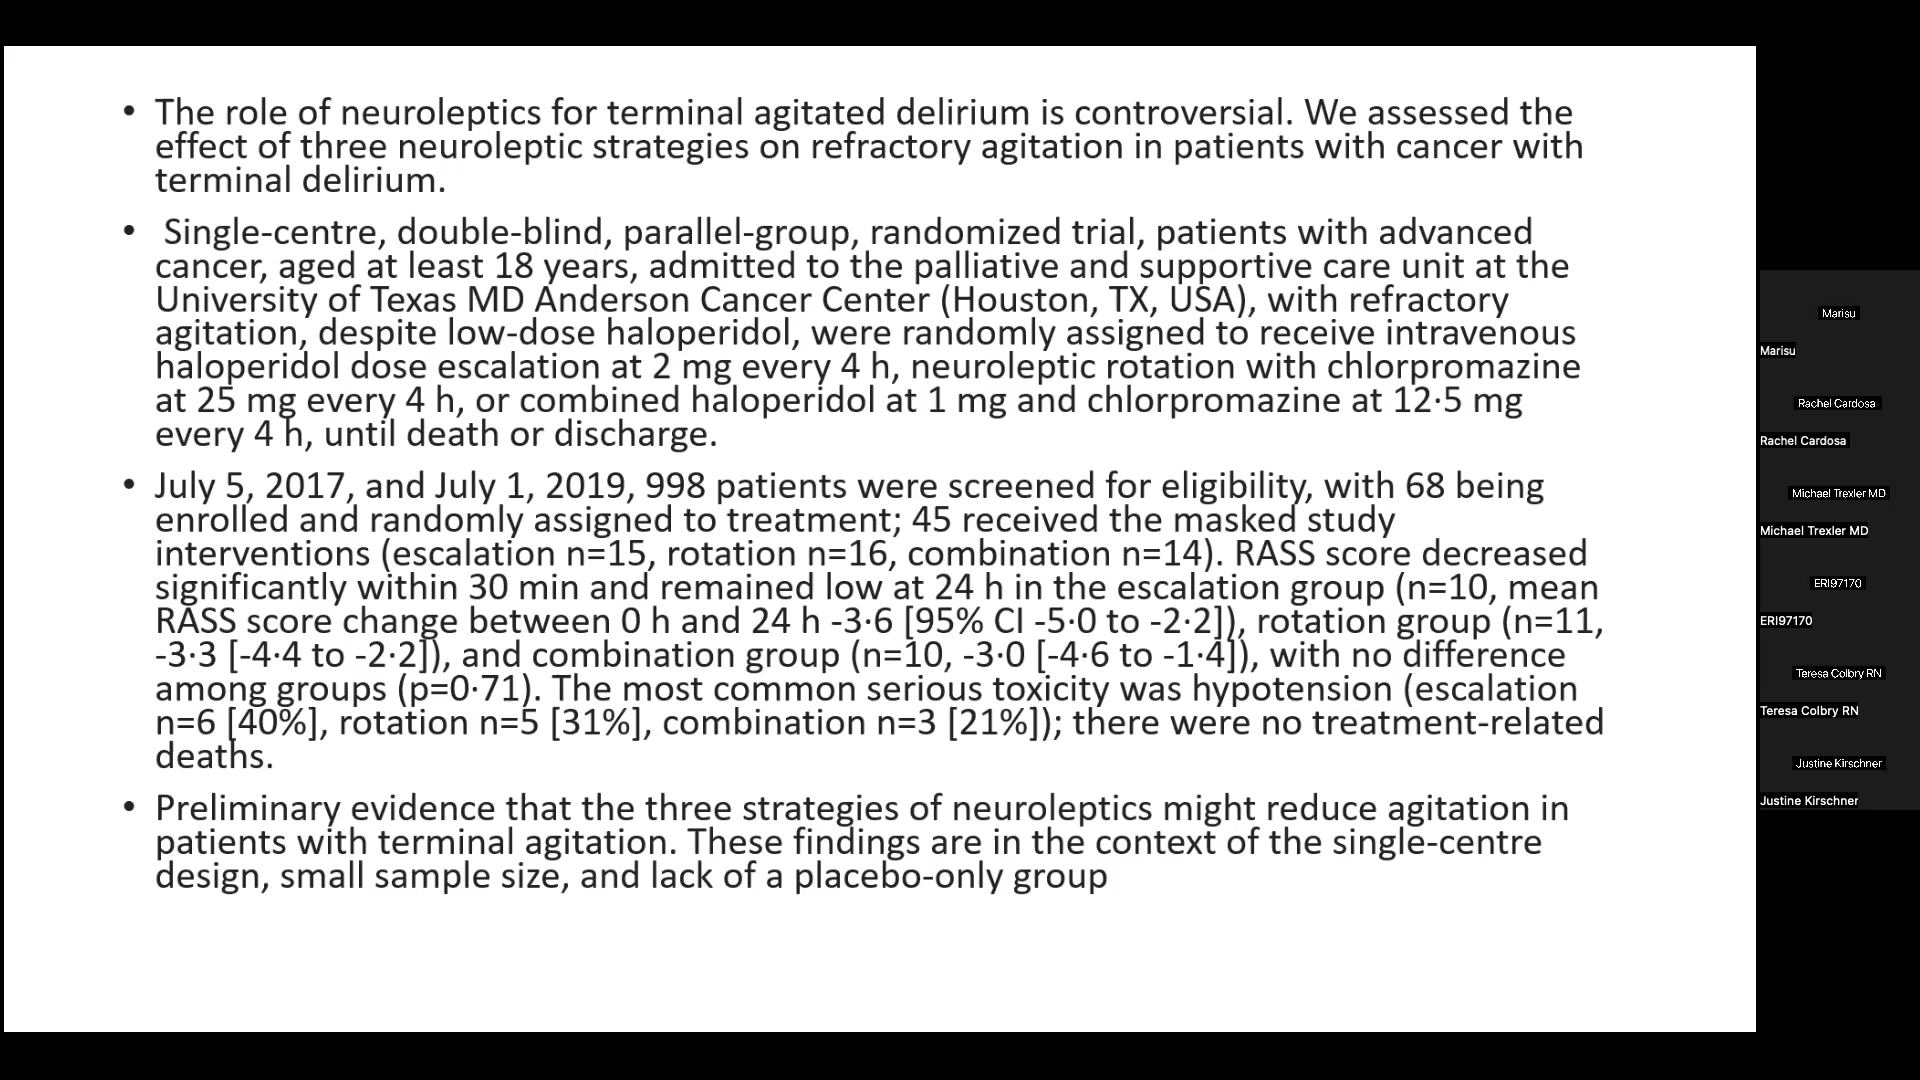 • The role of neuroleptics for terminal agitated delirium is controversial. We assessed the
effect of three neuroleptic strategies on refractory agitation in patients with cancer with
terminal delirium.
• Single-centre, double-blind, parallel-group, randomized trial, patients with advanced
cancer, aged at least 18 years, admitted to the palliative and supportive care unit at the
University of Texas MD Anderson Cancer Center (Houston, TX, USA), with refractory
agitation, despite low-dose haloperidol, were randomly assigned to receive intravenous
haloperidol dose escalation at 2 mg every 4 h, neuroleptic rotation with chlorpromazine
at 25 mg every 4 h, or combined haloperidol at 1 mg and chlorpromazine at 12·5 mg
every 4 h, until death or discharge.
• July 5, 2017, and July 1, 2019, 998 patients were screened for eligibility, with 68 being
enrolled and randomly assigned to treatment; 45 received the masked study
interventions (escalation n=15, rotation n=16, combination n=14). RASS score decreased
significantly within 30 min and remained low at 24 h in the escalation group (n=10, mean
RASS score change between 0 h and 24 h -3·6 [95% CI -5·0 to -2·2]), rotation group (n=11,
-3·3 [-4·4 to -2·2]), and combination group (n=10, -3·0 [-4·6 to -1·4]), with no difference
among groups (p=0·71). The most common serious toxicity was hypotension (escalation
n=6 [40%], rotation n=5 [31%], combination n=3 [21%]); there were no treatment-related
deaths.
• Preliminary evidence that the three strategies of neuroleptics might reduce agitation in
patients with terminal agitation. These findings are in the context of the single-centre
design, small sample size, and lack of a placebo-only group
Marisu
Marisu
Rachel Cardosa
Rachel Cardosa
Michael Trexler MD
Michael Trexler MD
ERI97170
ERI97170
Teresa Colbry RN
Teresa Colbry RN
Justine Kirschner
Justine Kirschner